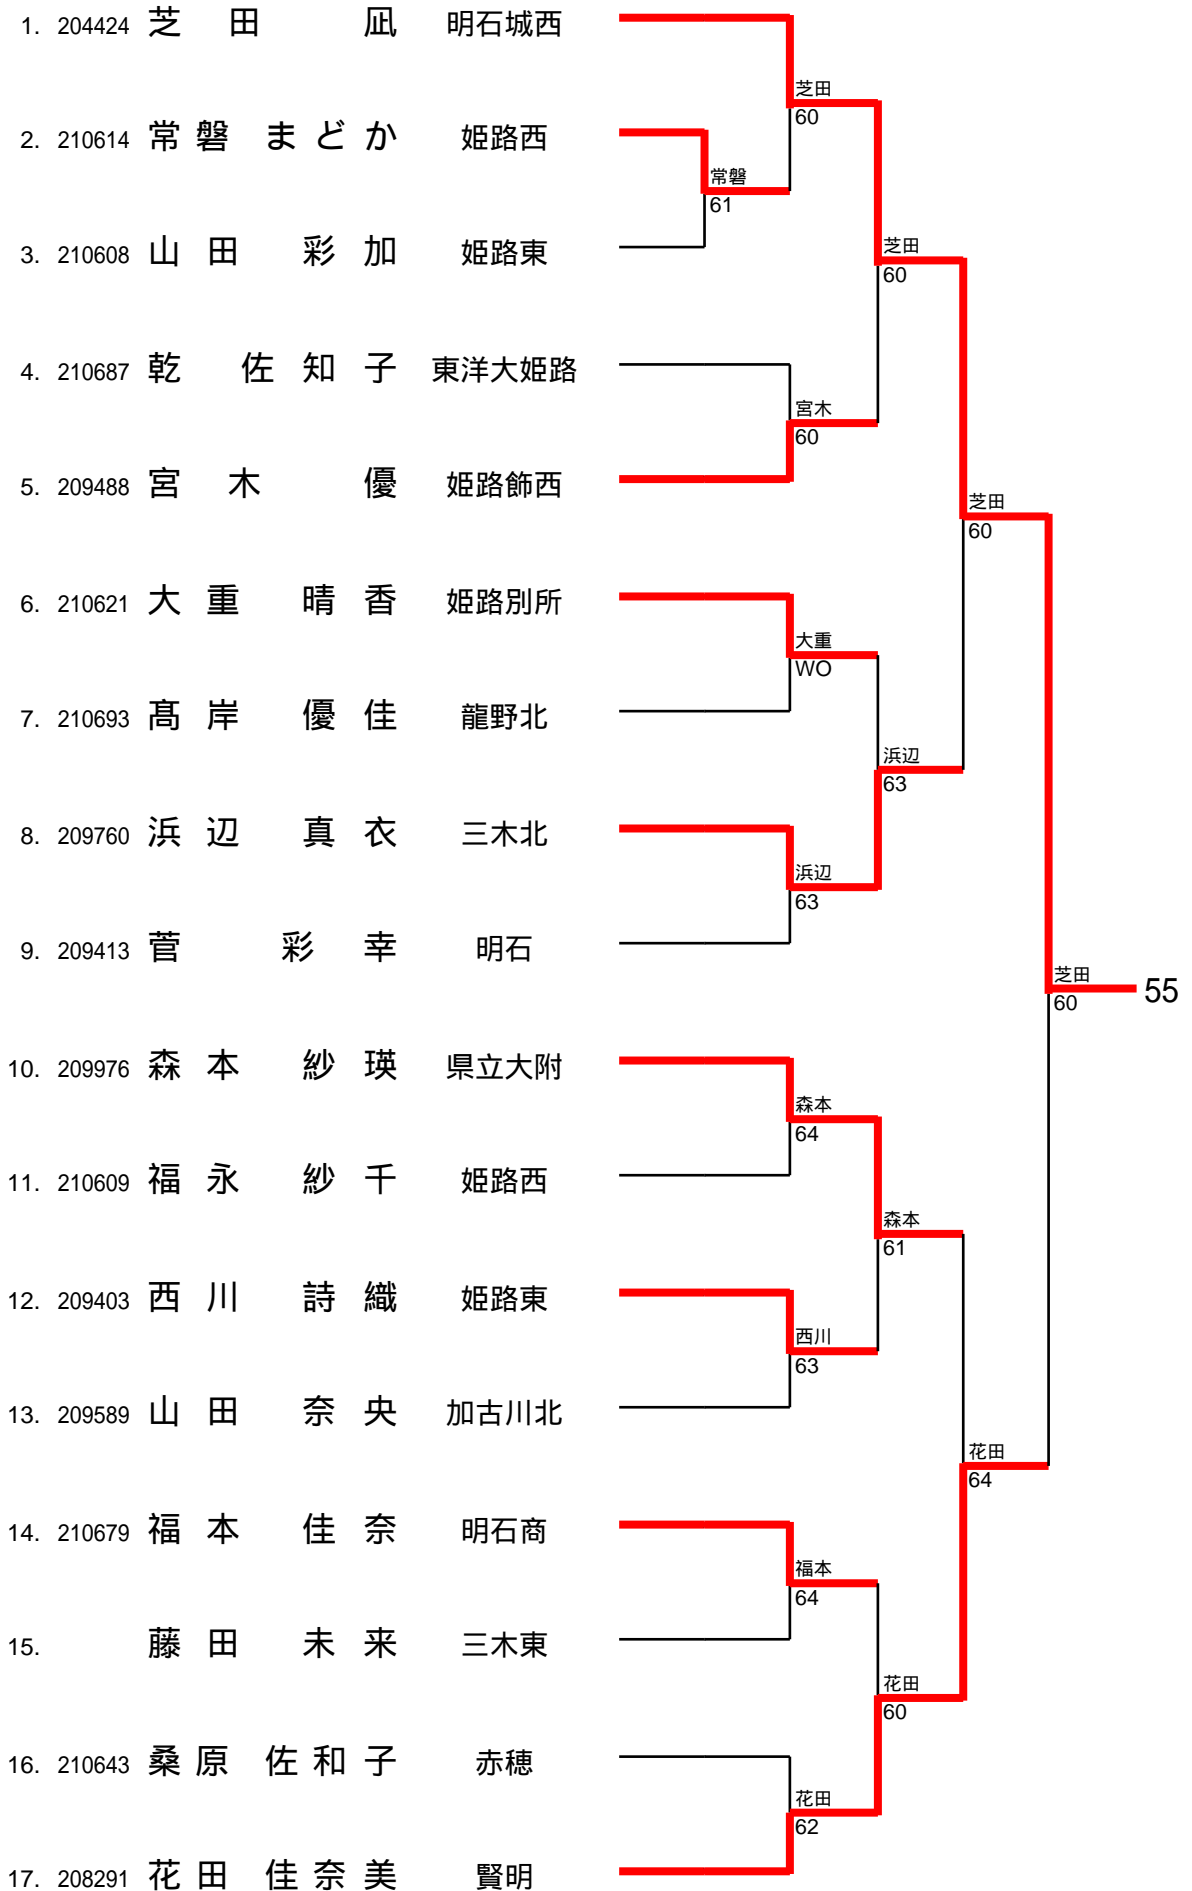 1. 204424 芝田 凪 明石城西
芝田
60
2. 210614 常磐 まどか 姫路西
常磐
61
3. 210608 山田 彩加 姫路東
芝田
60
4. 210687 乾 佐知子 東洋大姫路
宮木
60
5. 209488 宮木 優 姫路飾西
芝田
60
6. 210621 大重 晴香 姫路別所
大重
WO
7. 210693 髙岸 優佳 龍野北
浜辺
63
8. 209760 浜辺 真衣 三木北
浜辺
63
9. 209413 菅 彩幸 明石
芝田
60
55
10. 209976 森本 紗瑛 県立大附
森本
64
11. 210609 福永 紗千 姫路西
森本
61
12. 209403 西川 詩織 姫路東
西川
63
13. 209589 山田 奈央 加古川北
花田
64
14. 210679 福本 佳奈 明石商
福本
64
15. 藤田 未来 三木東
花田
60
16. 210643 桑原 佐和子 赤穂
花田
62
17. 208291 花田 佳奈美 賢明